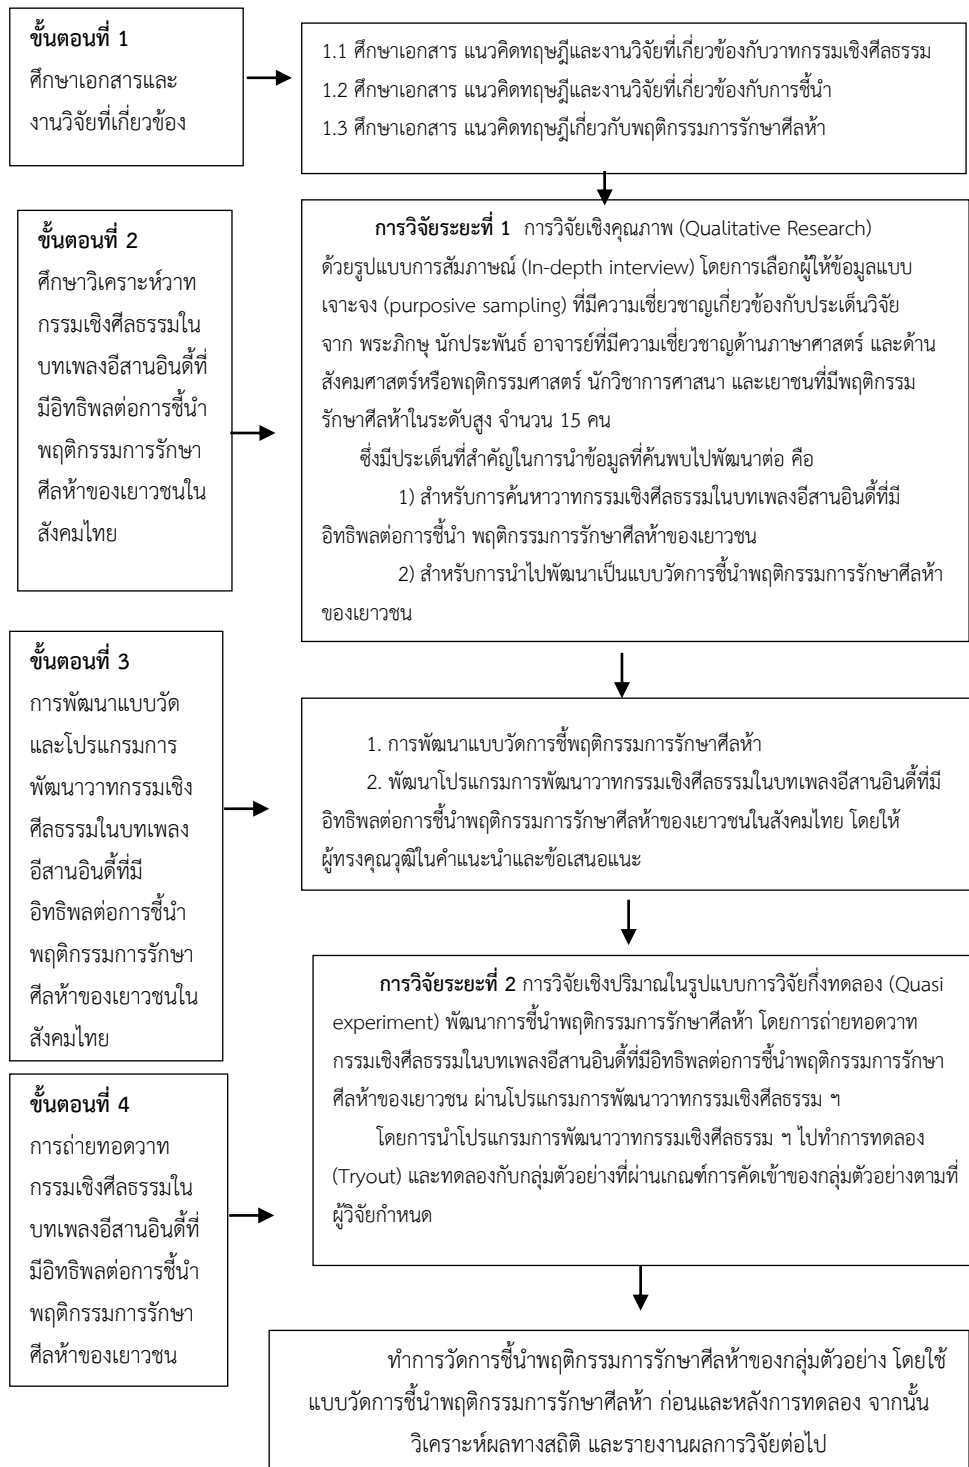 ขั้นตอนที่ 1
ศึกษาเอกสารและ
งานวิจัยที่เกี่ยวข้อง
1.1 ศึกษาเอกสาร แนวคิดทฤษฎีและงานวิจัยที่เกี่ยวข้องกับวาทกรรมเชิงศีลธรรม
1.2 ศึกษาเอกสาร แนวคิดทฤษฎีและงานวิจัยที่เกี่ยวข้องกับการชี้นำ
1.3 ศึกษาเอกสาร แนวคิดทฤษฎีเกี่ยวกับพฤติกรรมการรักษาศีลห้า
ขั้นตอนที่ 2
ศึกษาวิเคราะห์วาท
กรรมเชิงศีลธรรมใน
บทเพลงอีสานอินดี้ที่
มีอิทธิพลต่อการชี้นำ
พฤติกรรมการรักษา
ศีลห้าของเยาวชนใน
สังคมไทย
การวิจัยระยะที่ 1 การวิจัยเชิงคุณภาพ (Qualitative Research)
ด้วยรูปแบบการสัมภาษณ์ (In-depth interview) โดยการเลือกผู้ให้ข้อมูลแบบ
เจาะจง (purposive sampling) ที่มีความเชี่ยวชาญเกี่ยวข้องกับประเด็นวิจัย
จาก พระภิกษุ นักประพันธ์ อาจารย์ที่มีความเชี่ยวชาญด้านภาษาศาสตร์ และด้าน
สังคมศาสตร์หรือพฤติกรรมศาสตร์ นักวิชาการศาสนา และเยาชนที่มีพฤติกรรม
รักษาศีลห้าในระดับสูง จำนวน 15 คน
ซึ่งมีประเด็นที่สำคัญในการนำข้อมูลที่ค้นพบไปพัฒนาต่อ คือ
1) สำหรับการค้นหาวาทกรรมเชิงศีลธรรมในบทเพลงอีสานอินดี้ที่มี
อิทธิพลต่อการชี้นำ พฤติกรรมการรักษาศีลห้าของเยาวชน
2) สำหรับการนำไปพัฒนาเป็นแบบวัดการชี้นำพฤติกรรมการรักษาศีลห้า
ของเยาวชน
ขั้นตอนที่ 3
การพัฒนาแบบวัด
และโปรแกรมการ
พัฒนาวาทกรรมเชิง
ศีลธรรมในบทเพลง
อีสานอินดี้ที่มี
อิทธิพลต่อการชี้นำ
พฤติกรรมการรักษา
ศีลห้าของเยาวชนใน
สังคมไทย
1. การพัฒนาแบบวัดการชี้พฤติกรรมการรักษาศีลห้า
2. พัฒนาโปรแกรมการพัฒนาวาทกรรมเชิงศีลธรรมในบทเพลงอีสานอินดี้ที่มี
อิทธิพลต่อการชี้นำพฤติกรรมการรักษาศีลห้าของเยาวชนในสังคมไทย โดยให้
ผู้ทรงคุณวุฒิในคำแนะนำและข้อเสนอแนะ
ขั้นตอนที่ 4
การถ่ายทอดวาท
กรรมเชิงศีลธรรมใน
บทเพลงอีสานอินดี้ที่
มีอิทธิพลต่อการชี้นำ
พฤติกรรมการรักษา
ศีลห้าของเยาวชน
การวิจัยระยะที่ 2 การวิจัยเชิงปริมาณในรูปแบบการวิจัยกึ่งทดลอง (Quasi
experiment) พัฒนาการชี้นำพฤติกรรมการรักษาศีลห้า โดยการถ่ายทอดวาท
กรรมเชิงศีลธรรมในบทเพลงอีสานอินดี้ที่มีอิทธิพลต่อการชี้นำพฤติกรรมการรักษา
ศีลห้าของเยาวชน ผ่านโปรแกรมการพัฒนาวาทกรรมเชิงศีลธรรม ฯ
โดยการนำโปรแกรมการพัฒนาวาทกรรมเชิงศีลธรรม ฯ ไปทำการทดลอง
(Tryout) และทดลองกับกลุ่มตัวอย่างที่ผ่านเกณฑ์การคัดเข้าของกลุ่มตัวอย่างตามที่
ผู้วิจัยกำหนด
ทำการวัดการชี้นำพฤติกรรมการรักษาศีลห้าของกลุ่มตัวอย่าง โดยใช้
แบบวัดการชี้นำพฤติกรรมการรักษาศีลห้า ก่อนและหลังการทดลอง จากนั้น
วิเคราะห์ผลทางสถิติ และรายงานผลการวิจัยต่อไป